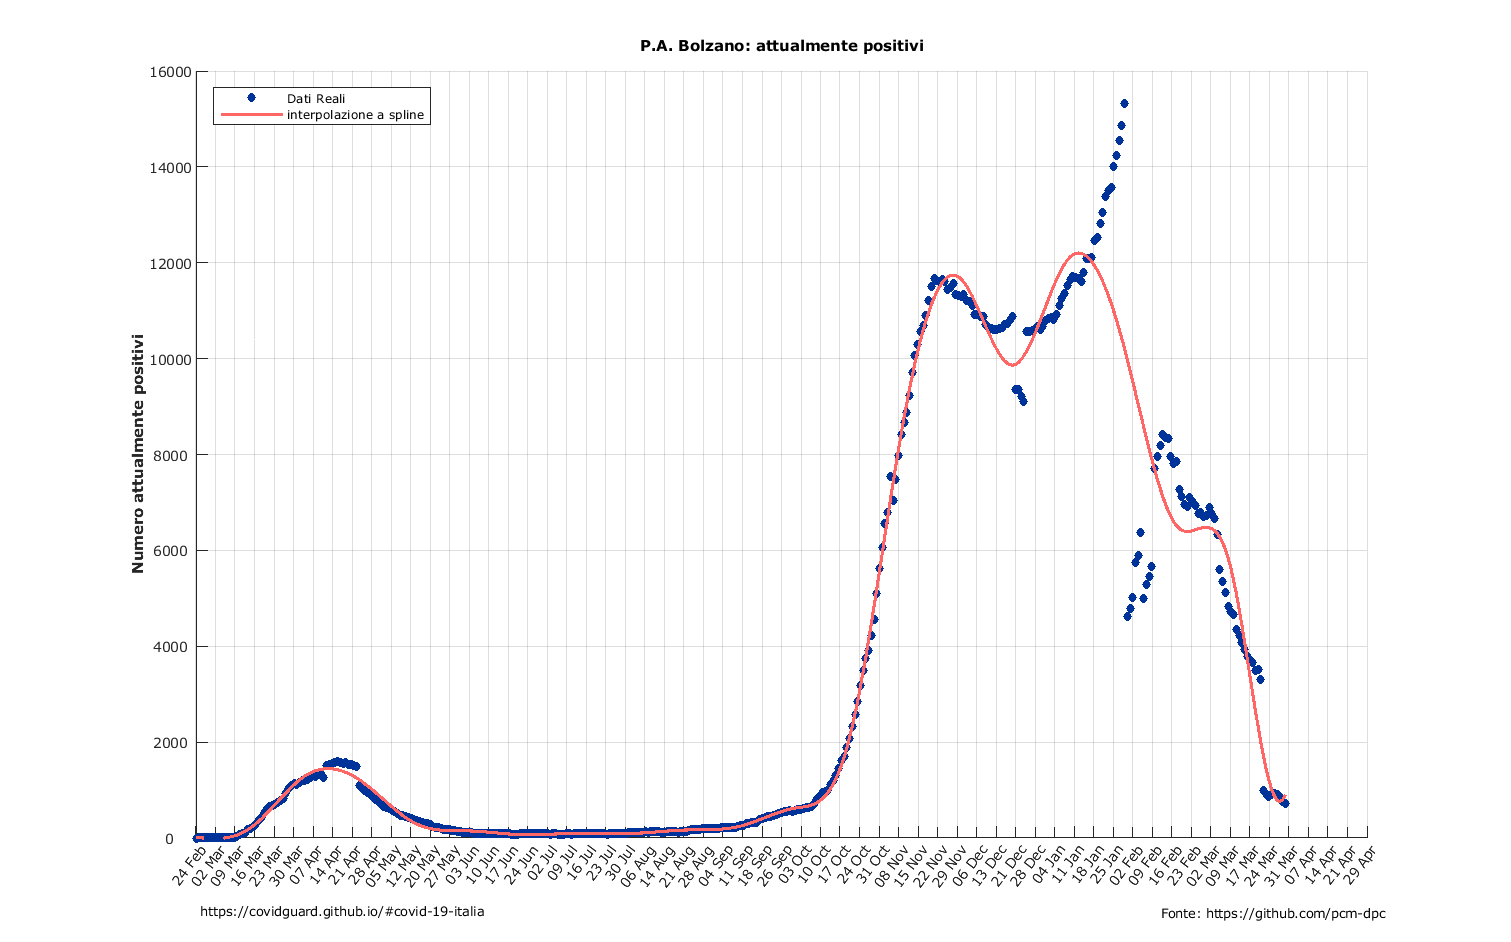 P.A. Bolzano: attualmente positivi
Dati Reali
interpolazione a spline
Numero attualmente positivi
16000
14000
12000
10000
8000
6000
4000
2000
0
24 Feb
02 Mar
09 Mar
16 Mar
23 Mar
30 Mar
07 Apr
14 Apr
21 Apr
28 Apr
05 May
12 May
20 May
27 May
03 Jun
10 Jun
17 Jun
24 Jun
02 Jul
09 Jul
16 Jul
23 Jul
30 Jul
06 Aug
14 Aug
21 Aug
28 Aug
04 Sep
11 Sep
18 Sep
26 Sep
03 Oct
10 Oct
17 Oct
24 Oct
31 Oct
08 Nov
15 Nov
22 Nov
29 Nov
06 Dec
13 Dec
21 Dec
28 Dec
04 Jan
11 Jan
18 Jan
25 Jan
02 Feb
09 Feb
16 Feb
23 Feb
02 Mar
09 Mar
17 Mar
24 Mar
31 Mar
07 Apr
14 Apr
21 Apr
29 Apr
https://covidguard.github.io/#covid-19-italia
Fonte: https://github.com/pcm-dpc